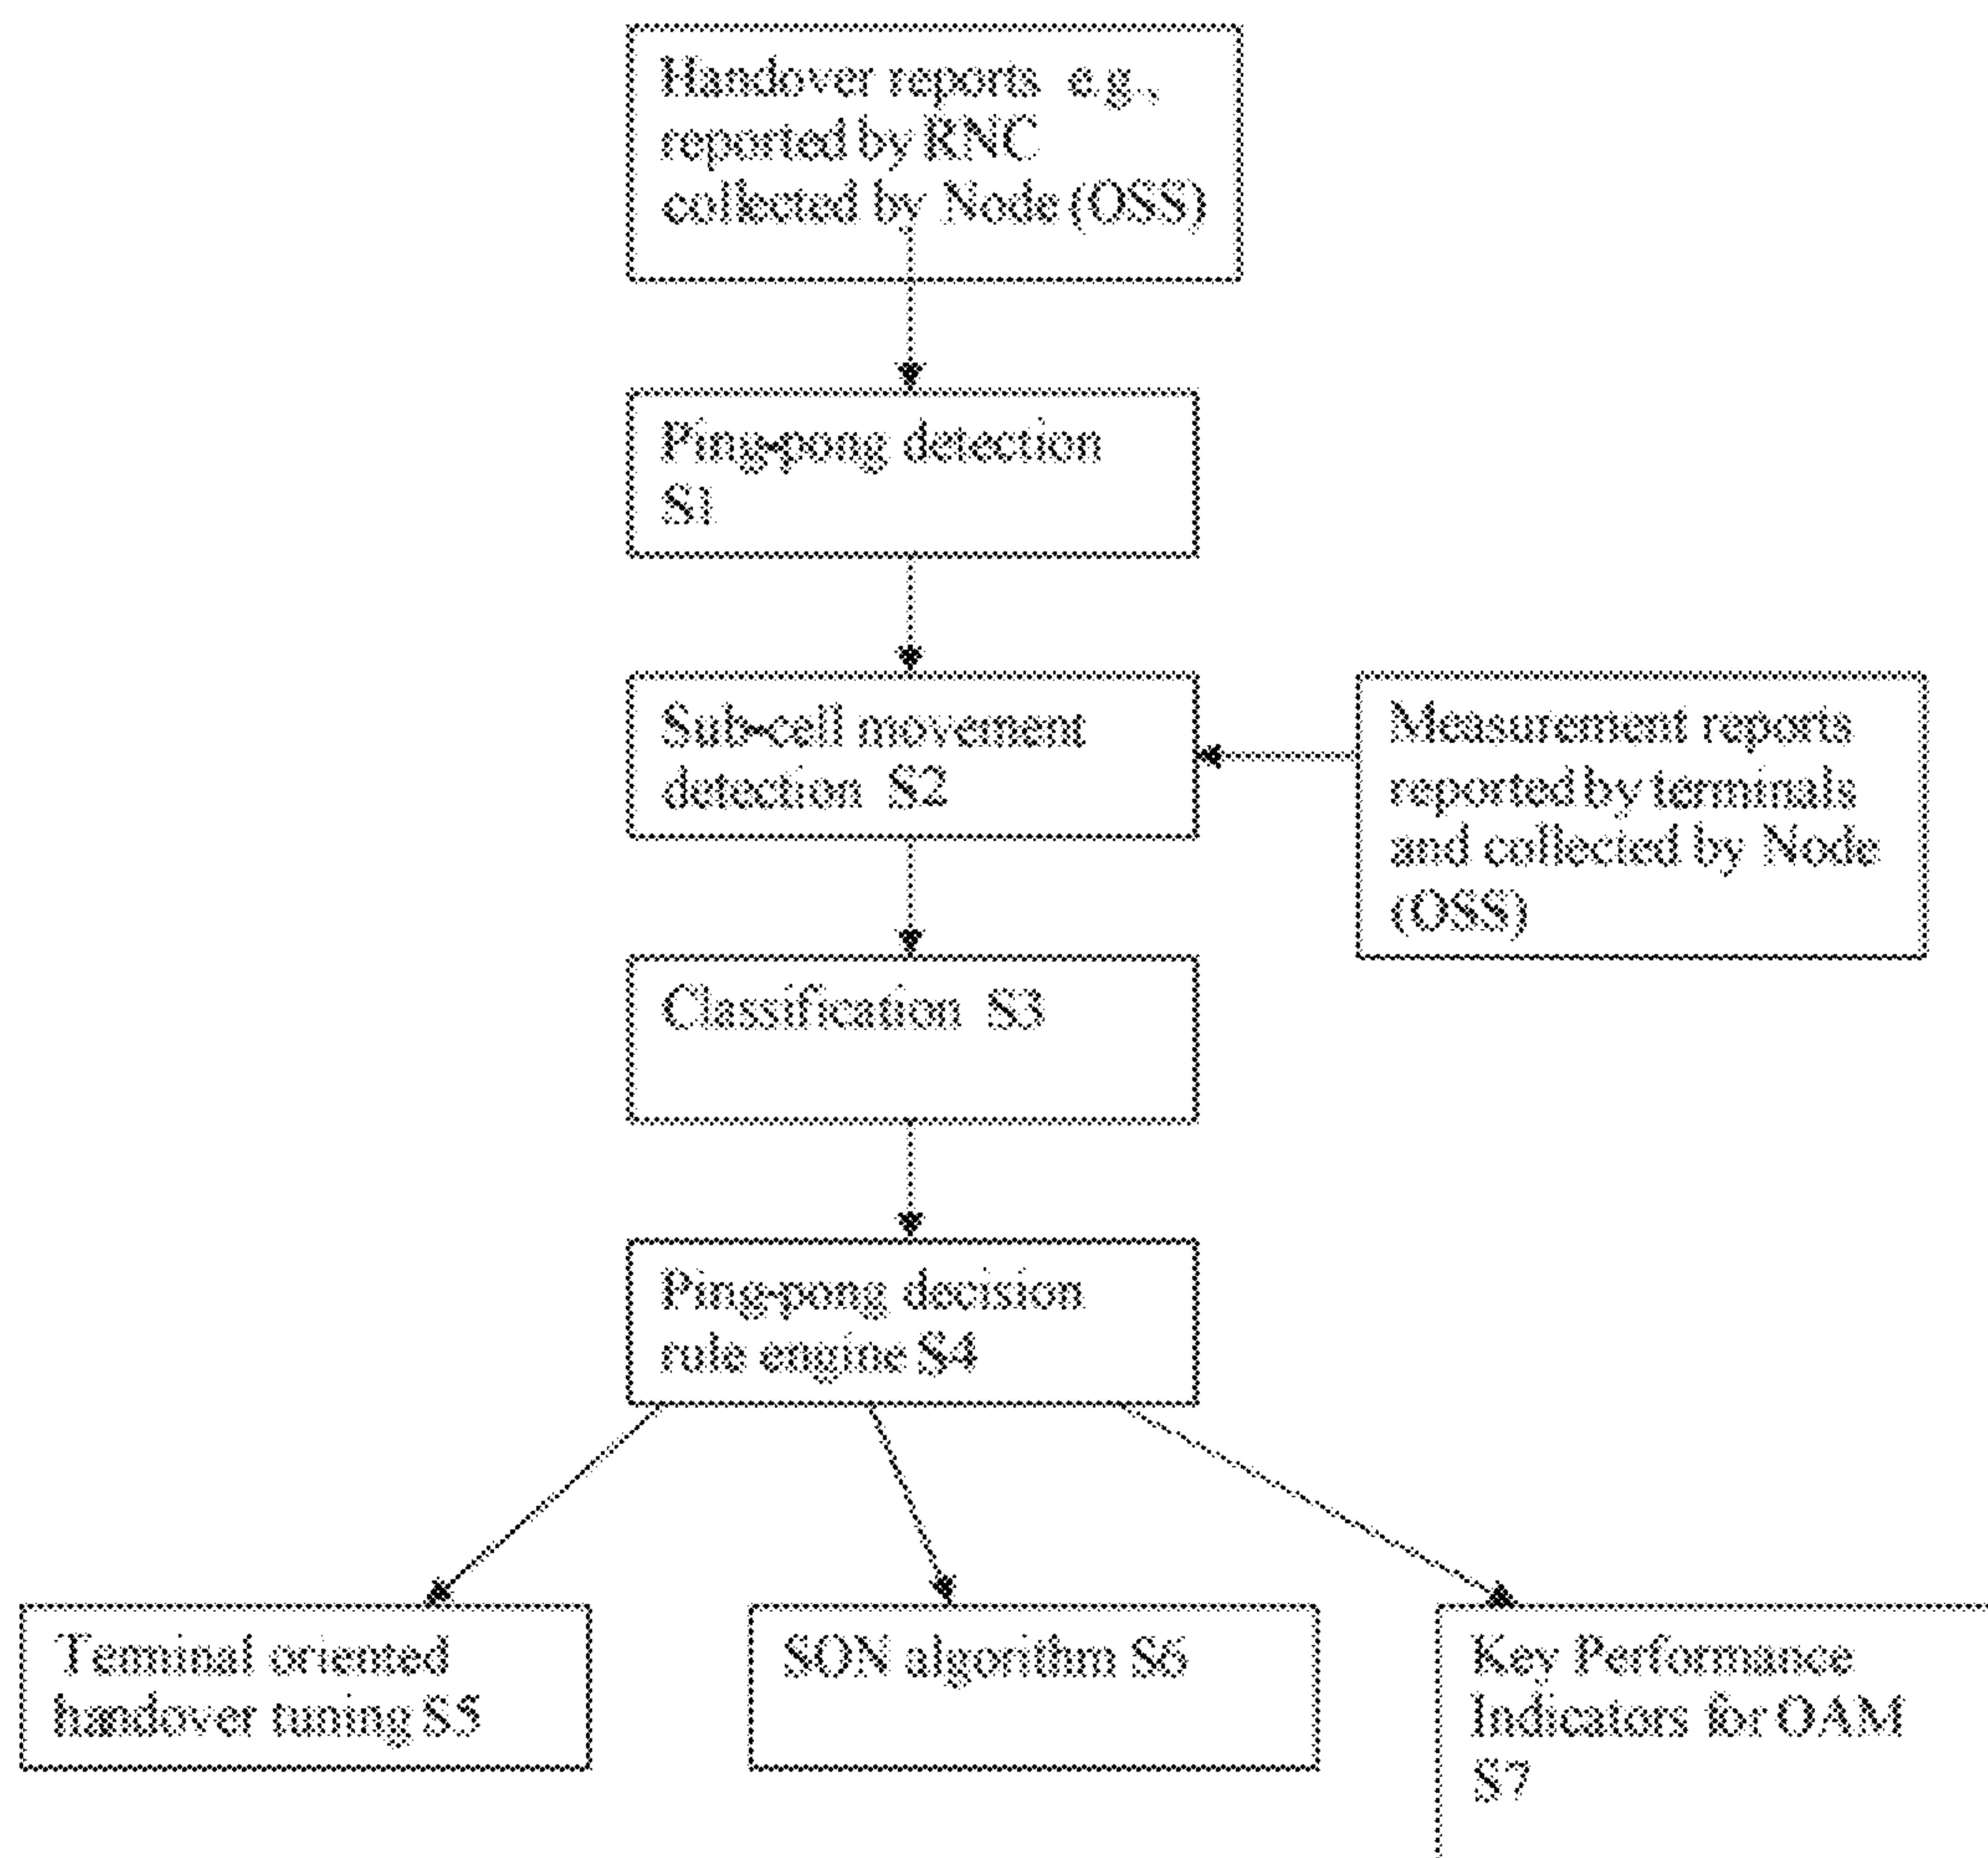 Handover reports e.g.,
reported by RNC
collected by Node (OSS)
Ping-pong detection
S1
Sub-cell movement
detection S2
Measurement reports
reported by terminals
and collected by Node
(OSS)
Classification S3
Ping-pong decision
rule engine S4
Terminal oriented
handover tuning S5
SON algorithm S6
Key Performance
Indicators for OAM
S7